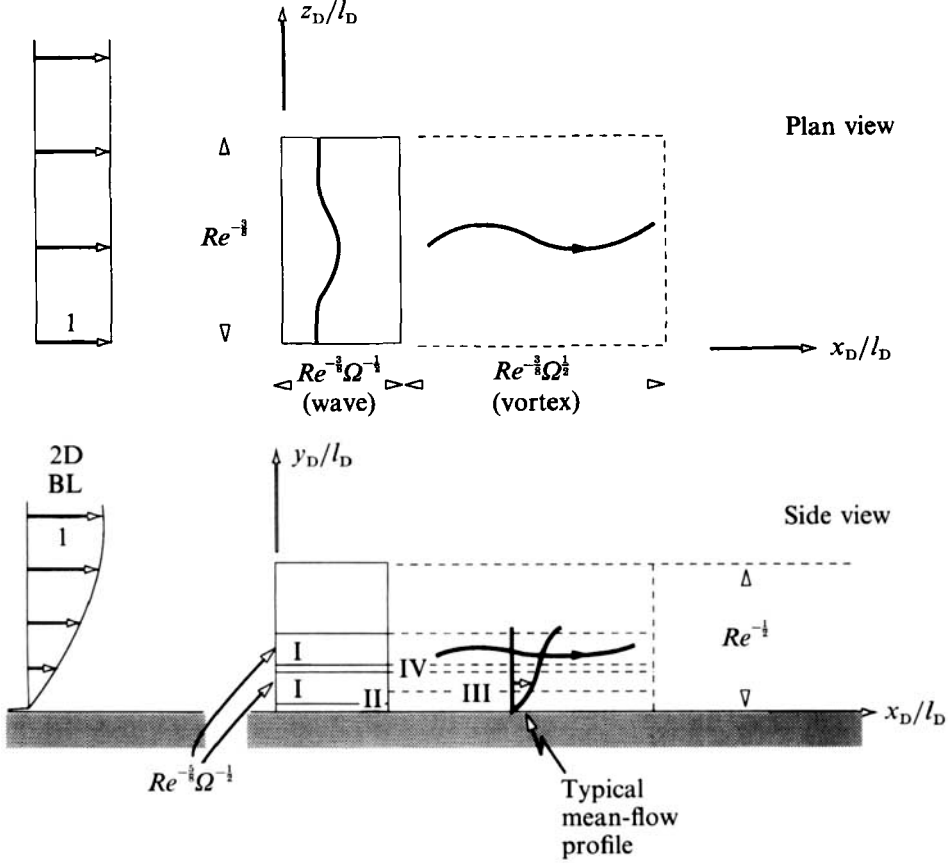 z_D/l_D
Plan view
Re^{-3/8}
1
x_D/l_D
Re^{-3/8}Ω^{-1/2} Re^{-3/8}Ω^{1/2}
(wave) (vortex)
2D
BL
y_D/l_D
1
Side view
Re^{-1/2}
I
IV
I
II
III
x_D/l_D
Re^{-5/8}Ω^{-1/2}
Typical
mean-flow
profile